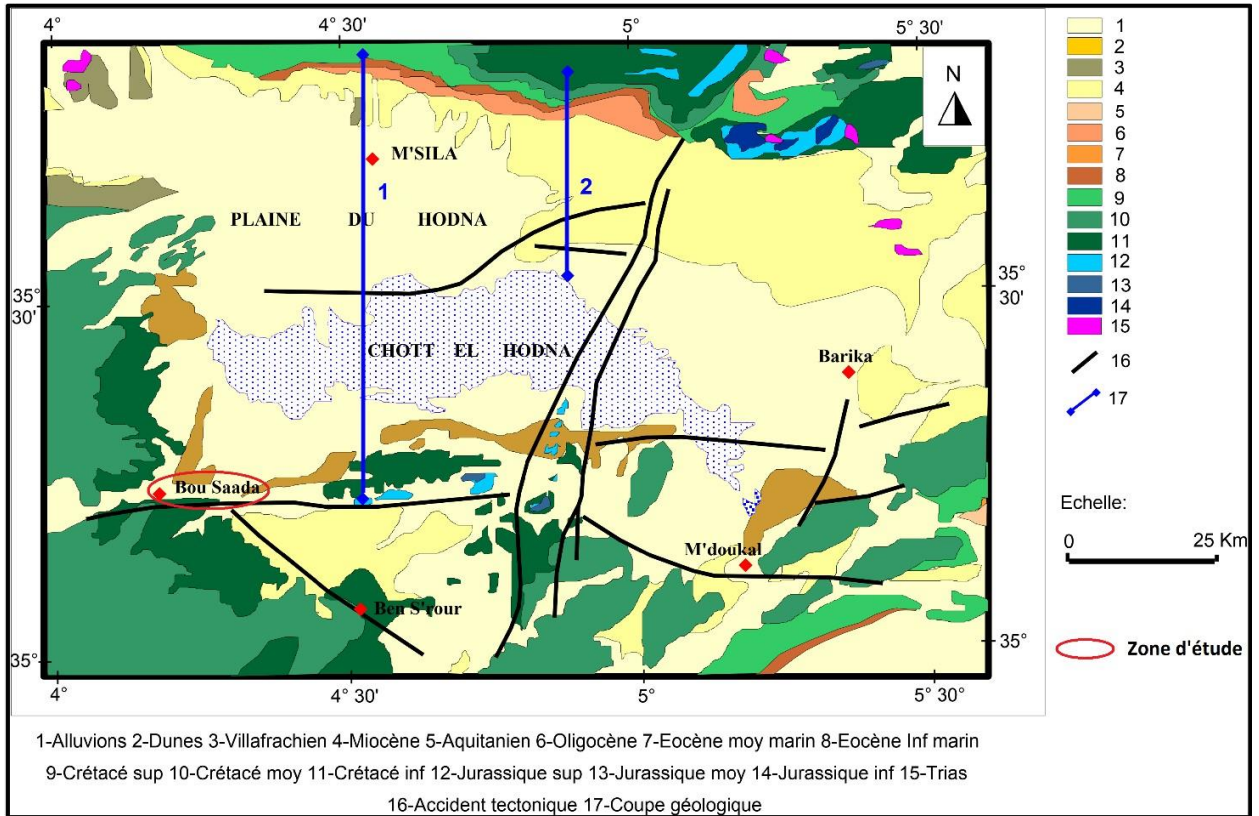 4° 4° 30' 5° 5° 30'
N
M'SILA
1
2
PLAINE DU HODNA
35° 30'
35° 30'
CHOTT EL HODNA
Barika
Bou Saada
M'doukal
Ben S'rour
35°
35°
4° 4° 30' 5° 5° 30°
1
2
3
4
5
6
7
8
9
10
11
12
13
14
15
16
17
Echelle:
0 25 Km
Zone d'étude
1-Alluvions 2-Dunes 3-Villafrachien 4-Miocène 5-Aquitanien 6-Oligocène 7-Eocène moy marin 8-Eocène Inf marin
9-Crétacé sup 10-Crétacé moy 11-Crétacé inf 12-Jurassique sup 13-Jurassique moy 14-Jurassique inf 15-Trias
16-Accident tectonique 17-Coupe géologique